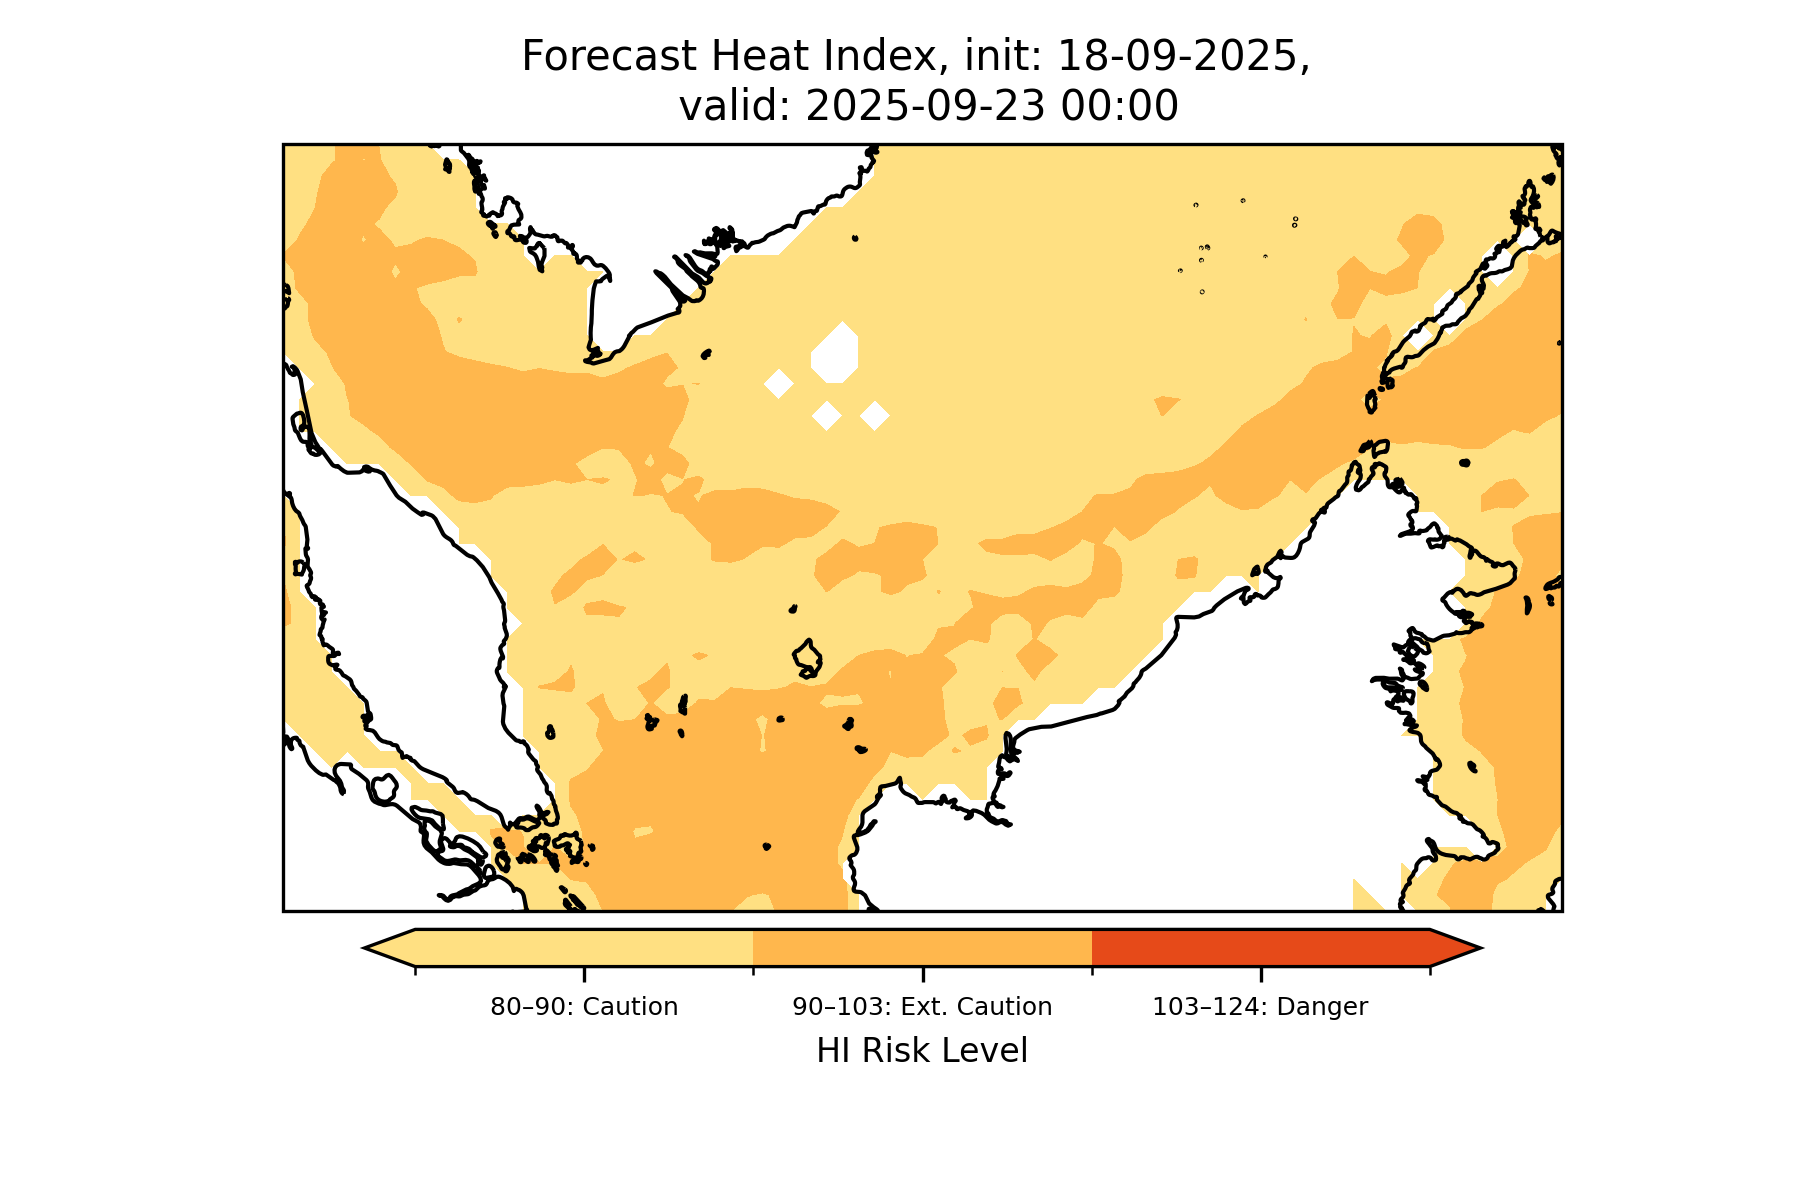 Forecast Heat Index, init: 18-09-2025,
valid: 2025-09-23 00:00
80–90: Caution
90–103: Ext. Caution
103–124: Danger
HI Risk Level